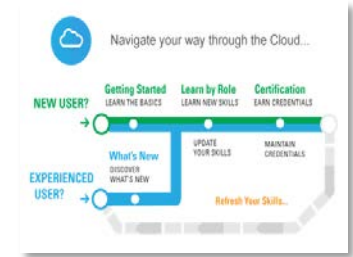 Navigate your way through the Cloud...
Getting Started
LEARN THE BASICS
Learn by Role
LEARN NEW SKILLS
Certification
EARN CREDENTIALS
NEW USER?
What's New
DISCOVER
WHAT'S NEW
UPDATE
YOUR SKILLS
MAINTAIN
CREDENTIALS
EXPERIENCED
USER?
Refresh Your Skills...